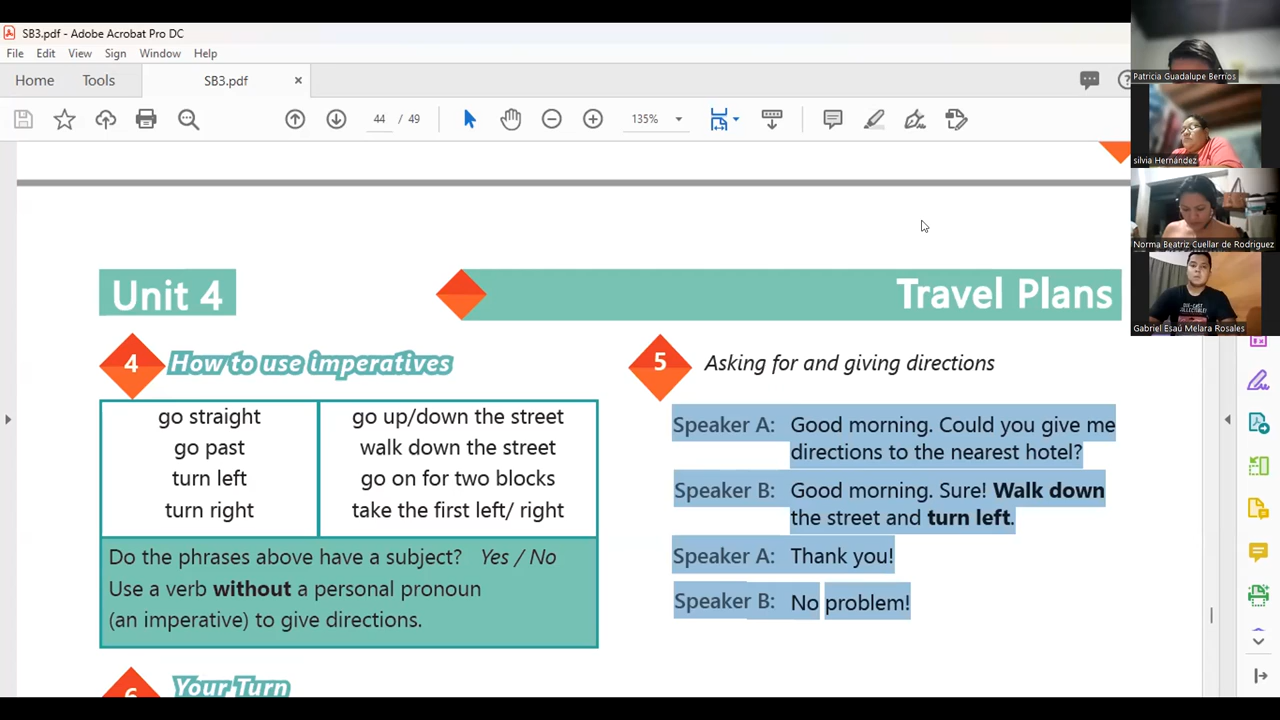 SB3.pdf - Adobe Acrobat Pro DC
File Edit View Sign Window Help
Home Tools SB3.pdf ×
44 / 49 135%
Unit 4
Travel Plans
4 How to use imperatives
go straight
go past
turn left
turn right
go up/down the street
walk down the street
go on for two blocks
take the first left/ right
Do the phrases above have a subject? Yes / No
Use a verb without a personal pronoun
(an imperative) to give directions.
5 Asking for and giving directions
Speaker A: Good morning. Could you give me
directions to the nearest hotel?
Speaker B: Good morning. Sure! Walk down
the street and turn left.
Speaker A: Thank you!
Speaker B: No problem!
6 Your Turn
Patricia Guadalupe Berrios
silvia Hernández
Norma Beatriz Cuellar de Rodriguez
Gabriel Esaú Melara Rosales